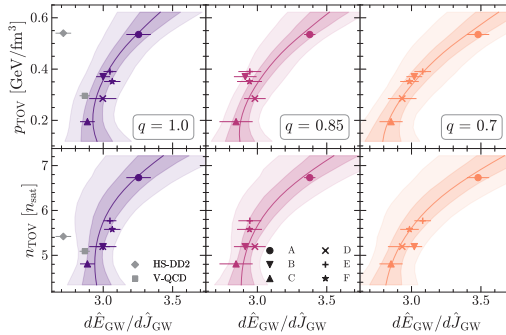 p_TOV [GeV/fm³]
0.6
0.4
0.2
q = 1.0
q = 0.85
q = 0.7
n_TOV [n_sat]
7
6
5
4
HS-DD2
V-QCD
A
B
C
D
E
F
3.0 3.5
3.0 3.5
3.0 3.5
dÊ_GW/dĴ_GW
dÊ_GW/dĴ_GW
dÊ_GW/dĴ_GW